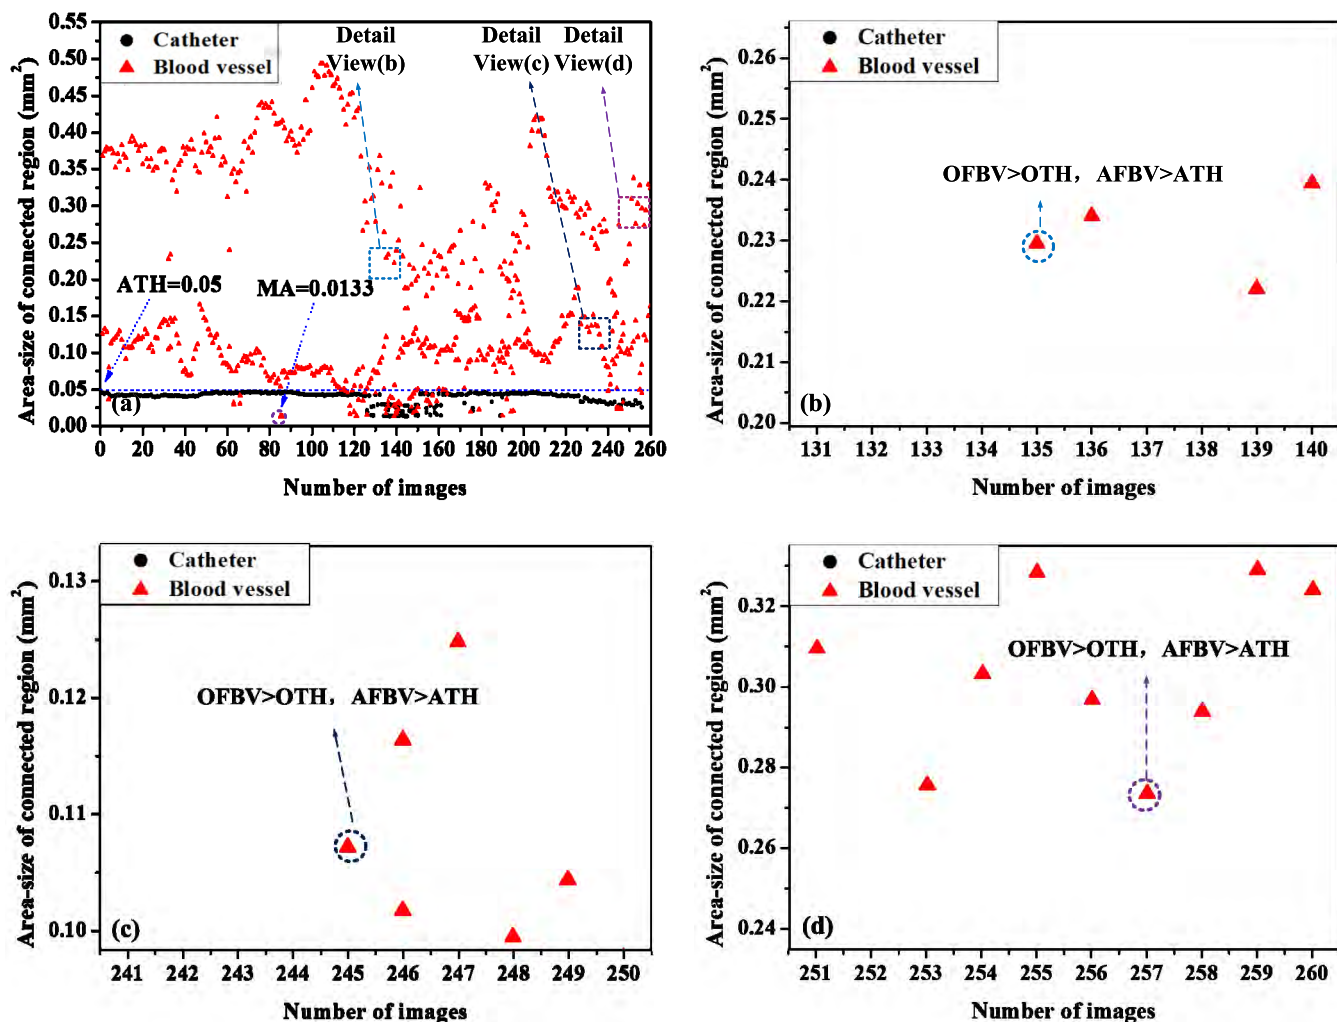 Area-size of connected region (mm²)
0.55
0.50
0.45
0.40
0.35
0.30
0.25
0.20
0.15
0.10
0.05
0.00
Catheter
Blood vessel
Detail
View(b)
Detail
View(c)
Detail
View(d)
ATH=0.05
MA=0.0133
(a)
0 20 40 60 80 100 120 140 160 180 200 220 240 260
Number of images
Area-size of connected region (mm²)
0.26
0.25
0.24
0.23
0.22
0.21
0.20
Catheter
Blood vessel
OFBV>OTH, AFBV>ATH
(b)
131 132 133 134 135 136 137 138 139 140
Number of images
Area-size of connected region (mm²)
0.13
0.12
0.11
0.10
Catheter
Blood vessel
OFBV>OTH, AFBV>ATH
(c)
241 242 243 244 245 246 247 248 249 250
Number of images
Area-size of connected region (mm²)
0.32
0.30
0.28
0.26
0.24
Catheter
Blood vessel
OFBV>OTH, AFBV>ATH
(d)
251 252 253 254 255 256 257 258 259 260
Number of images